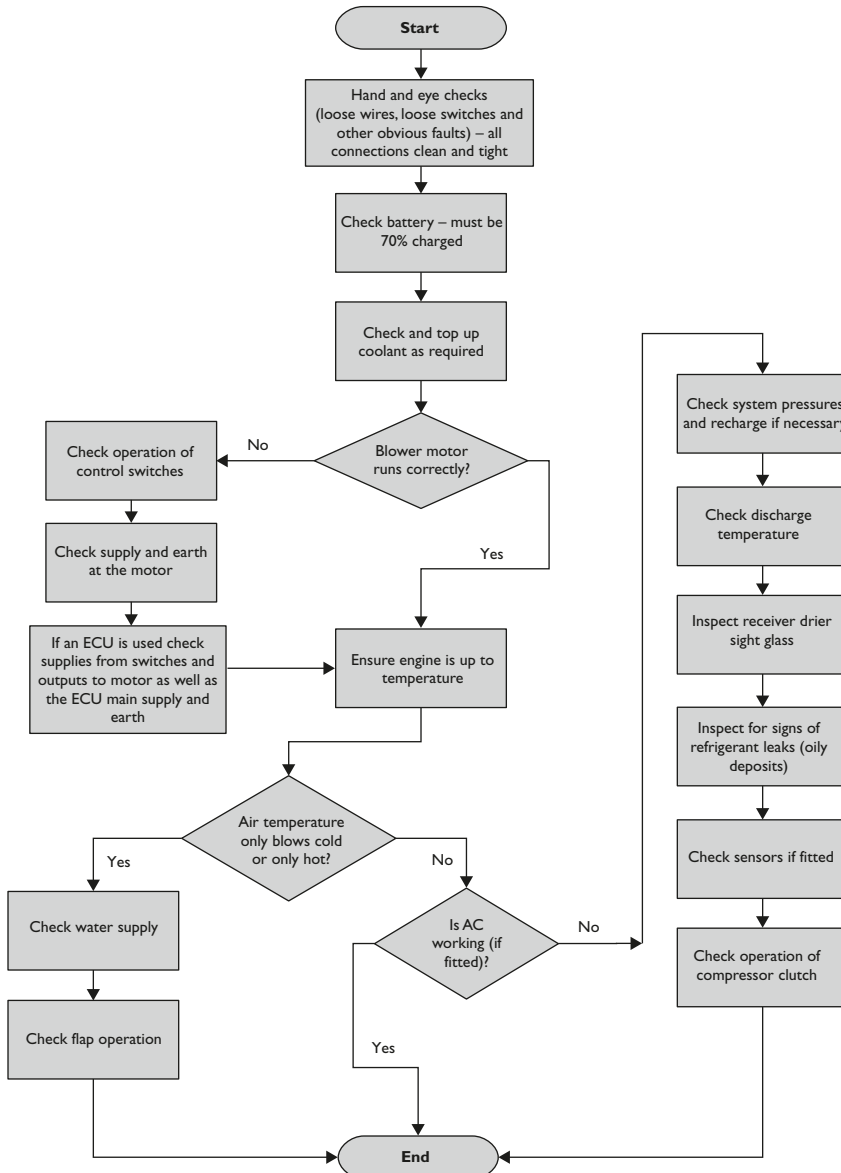 Start
Hand and eye checks
(loose wires, loose switches and
other obvious faults) – all
connections clean and tight
Check battery – must be
70% charged
Check and top up
coolant as required
Blower motor
runs correctly?
No
Yes
Check operation of
control switches
Check supply and earth
at the motor
If an ECU is used check
supplies from switches and
outputs to motor as well as
the ECU main supply and
earth
Ensure engine is up to
temperature
Air temperature
only blows cold
or only hot?
Yes
No
Check water supply
Check flap operation
Is AC
working (if
fitted)?
No
Yes
Check system pressures
and recharge if necessary
Check discharge
temperature
Inspect receiver drier
sight glass
Inspect for signs of
refrigerant leaks (oily
deposits)
Check sensors if fitted
Check operation of
compressor clutch
End